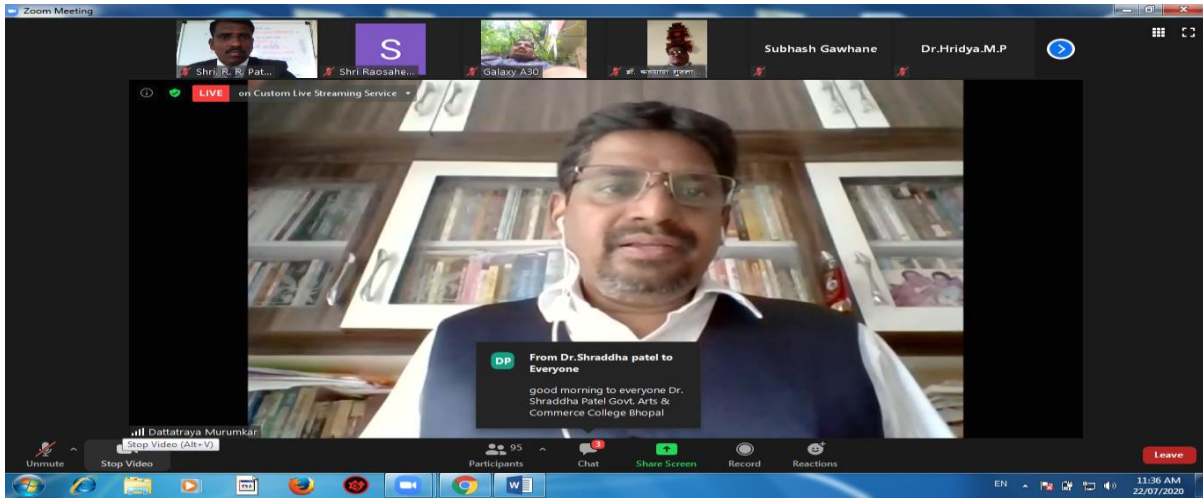 Zoom Meeting
Shri. R. R. Pat...
S
Shri Raosahe...
Galaxy A30
Subhash Gawhane
Dr.Hridya.M.P
LIVE on Custom Live Streaming Service
DP
From Dr.Shraddha patel to
Everyone
good morning to everyone Dr.
Shraddha Patel Govt. Arts &
Commerce College Bhopal
Dattatraya Murumkar
Stop Video (Alt+V)
95
3
Unmute
Stop Video
Participants
Chat
Share Screen
Record
Reactions
Leave
W
EN
11:36 AM
22/07/2020